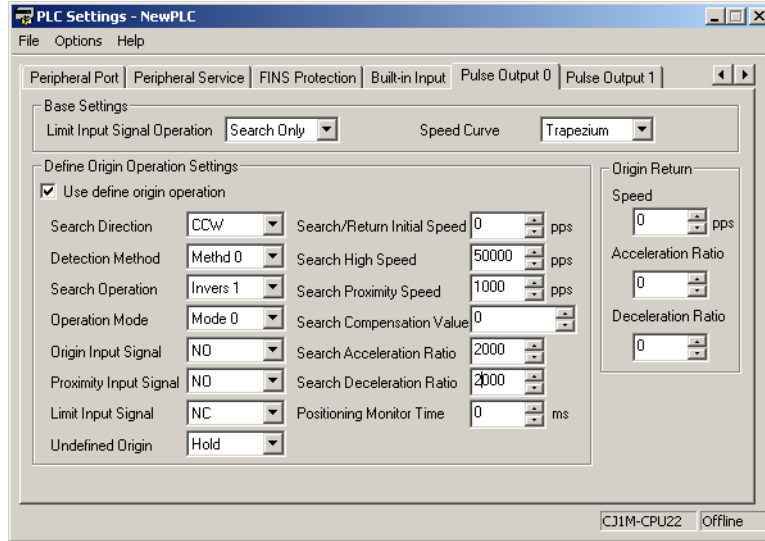 PLC Settings - NewPLC
File Options Help
Peripheral Port Peripheral Service FINS Protection Built-in Input Pulse Output 0 Pulse Output 1
Base Settings
Limit Input Signal Operation Search Only Speed Curve Trapezium
Define Origin Operation Settings
Use define origin operation
Search Direction CCW Search/Return Initial Speed 0 pps
Detection Method Methd 0 Search High Speed 50000 pps
Search Operation Invers 1 Search Proximity Speed 1000 pps
Operation Mode Mode 0 Search Compensation Value 0
Origin Input Signal NO Search Acceleration Ratio 2000
Proximity Input Signal NO Search Deceleration Ratio 2000
Limit Input Signal NC Positioning Monitor Time 0 ms
Undefined Origin Hold
Origin Return
Speed
0 pps
Acceleration Ratio
0
Deceleration Ratio
0
CJ1M-CPU22 Offline